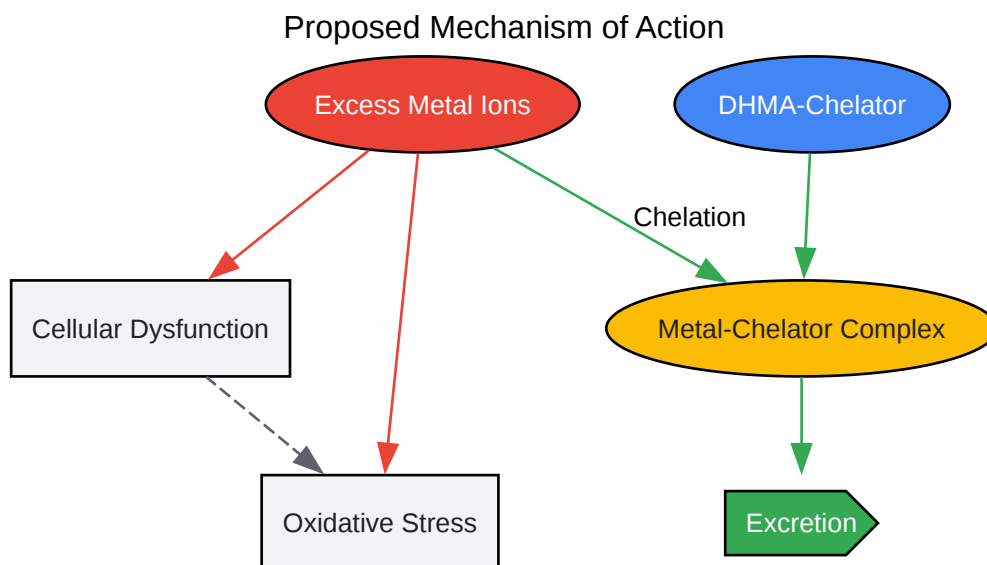 Proposed Mechanism of Action
Excess Metal Ions
DHMA-Chelator
Chelation
Cellular Dysfunction
Metal-Chelator Complex
Oxidative Stress
Excretion